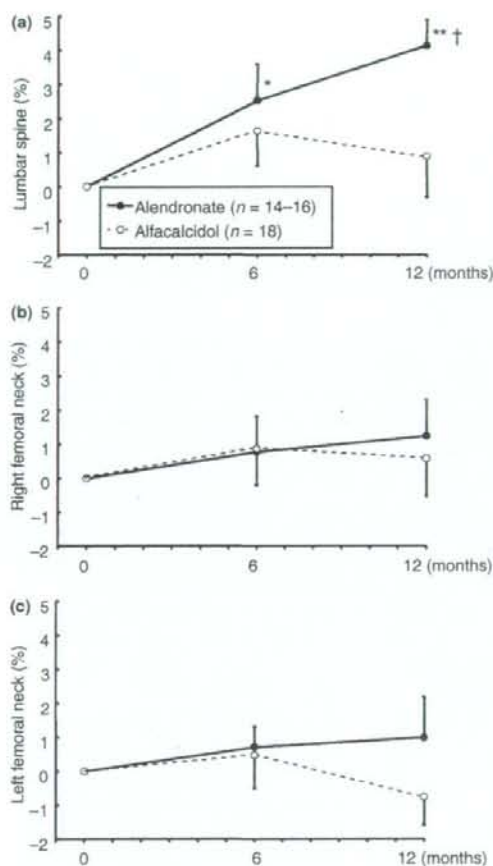 (a)
Lumbar spine (%)
5
4
3
2
1
0
−1
−2
* 
** †
Alendronate (n = 14–16)
Alfacalcidol (n = 18)
0 6 12 (months)
(b)
Right femoral neck (%)
5
4
3
2
1
0
−1
−2
0 6 12 (months)
(c)
Left femoral neck (%)
5
4
3
2
1
0
−1
−2
0 6 12 (months)